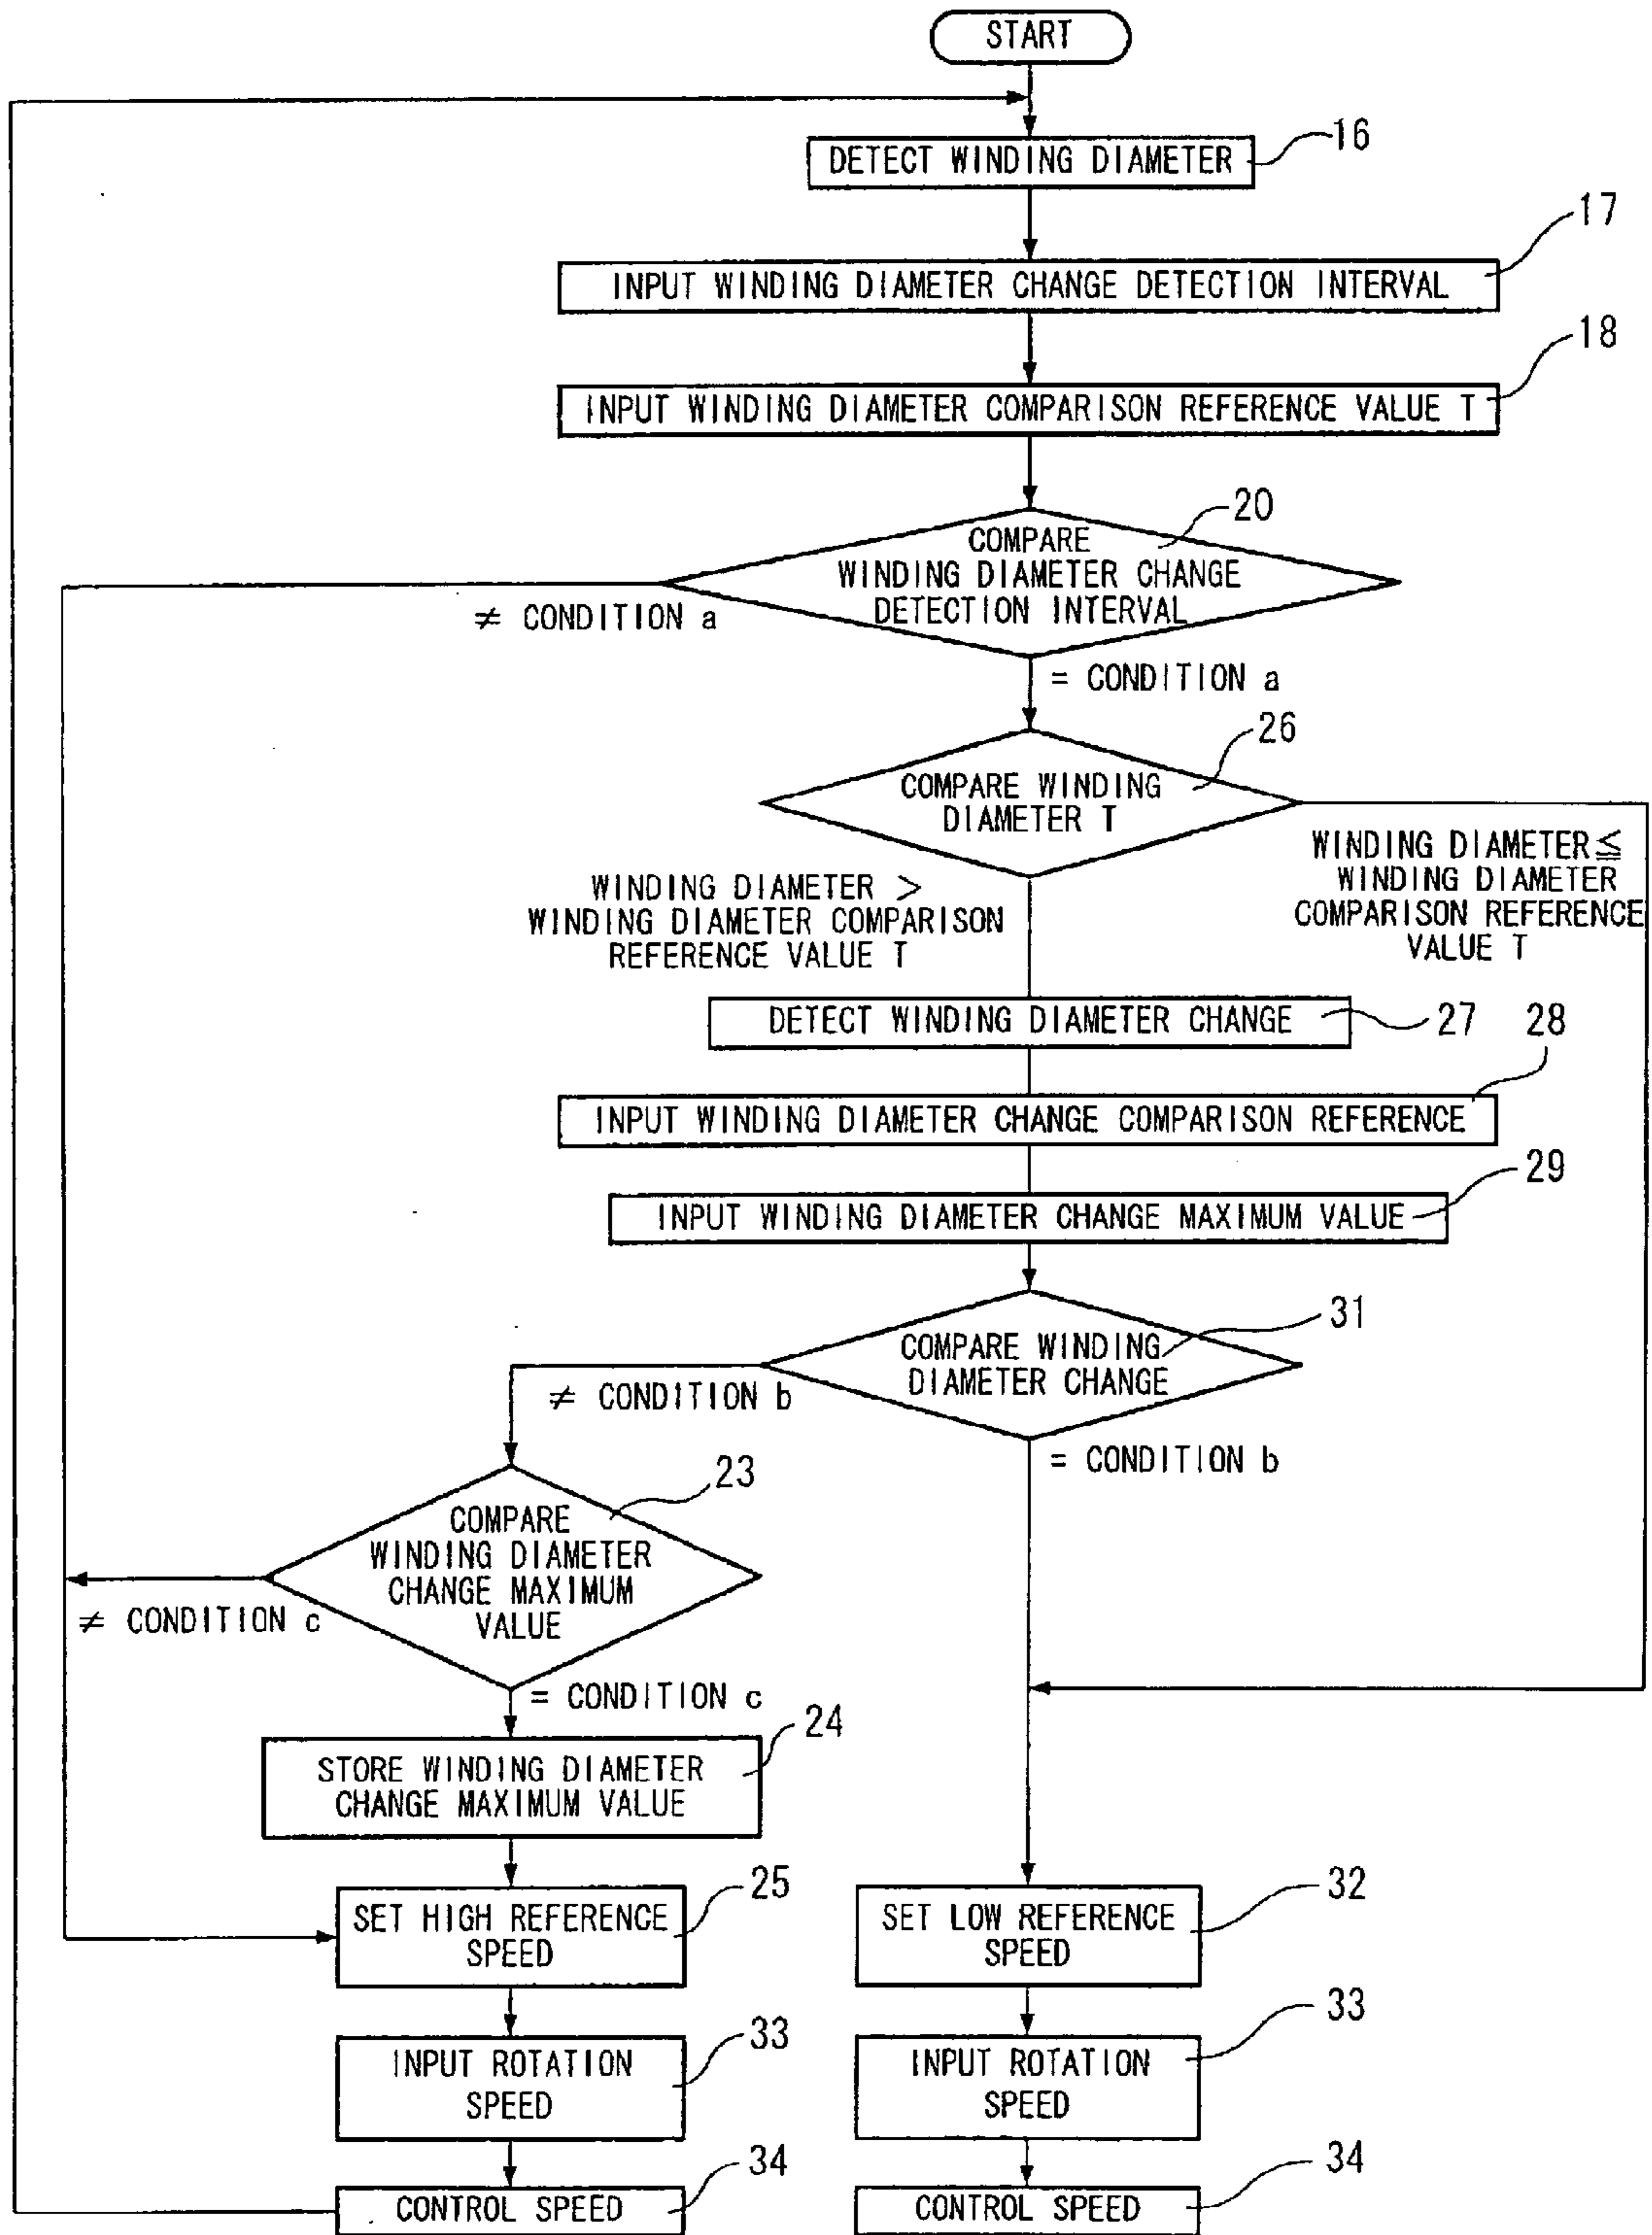 START
DETECT WINDING DIAMETER
16
17
INPUT WINDING DIAMETER CHANGE DETECTION INTERVAL
18
INPUT WINDING DIAMETER COMPARISON REFERENCE VALUE T
20
COMPARE
WINDING DIAMETER CHANGE
DETECTION INTERVAL
≠ CONDITION a
= CONDITION a
26
COMPARE WINDING
DIAMETER T
WINDING DIAMETER >
WINDING DIAMETER COMPARISON
REFERENCE VALUE T
WINDING DIAMETER≦
WINDING DIAMETER
COMPARISON REFERENCE
VALUE T
DETECT WINDING DIAMETER CHANGE
27
28
INPUT WINDING DIAMETER CHANGE COMPARISON REFERENCE
29
INPUT WINDING DIAMETER CHANGE MAXIMUM VALUE
31
COMPARE WINDING
DIAMETER CHANGE
≠ CONDITION b
= CONDITION b
23
COMPARE
WINDING DIAMETER
CHANGE MAXIMUM
VALUE
≠ CONDITION c
= CONDITION c
24
STORE WINDING DIAMETER
CHANGE MAXIMUM VALUE
25
SET HIGH REFERENCE
SPEED
32
SET LOW REFERENCE
SPEED
33
INPUT ROTATION
SPEED
33
INPUT ROTATION
SPEED
34
CONTROL SPEED
34
CONTROL SPEED